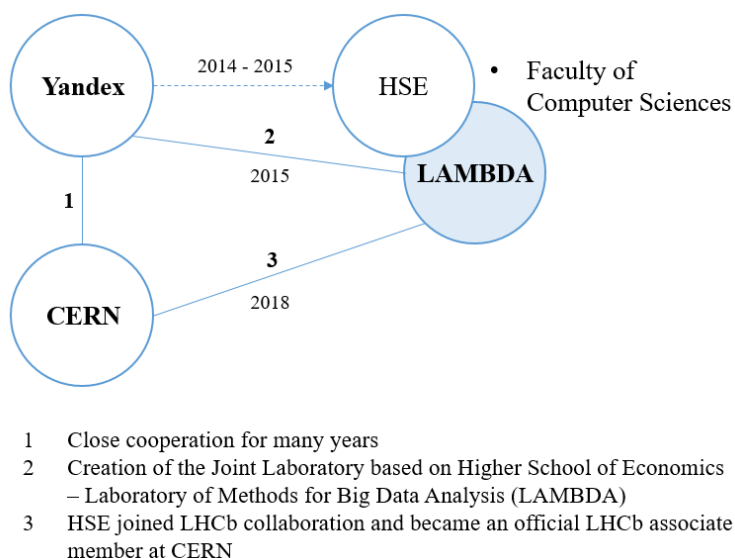 Yandex
2014 - 2015
HSE
• Faculty of
Computer Sciences
2
2015
LAMBDA
1
3
2018
CERN
1 Close cooperation for many years
2 Creation of the Joint Laboratory based on Higher School of Economics
– Laboratory of Methods for Big Data Analysis (LAMBDA)
3 HSE joined LHCb collaboration and became an official LHCb associate
member at CERN